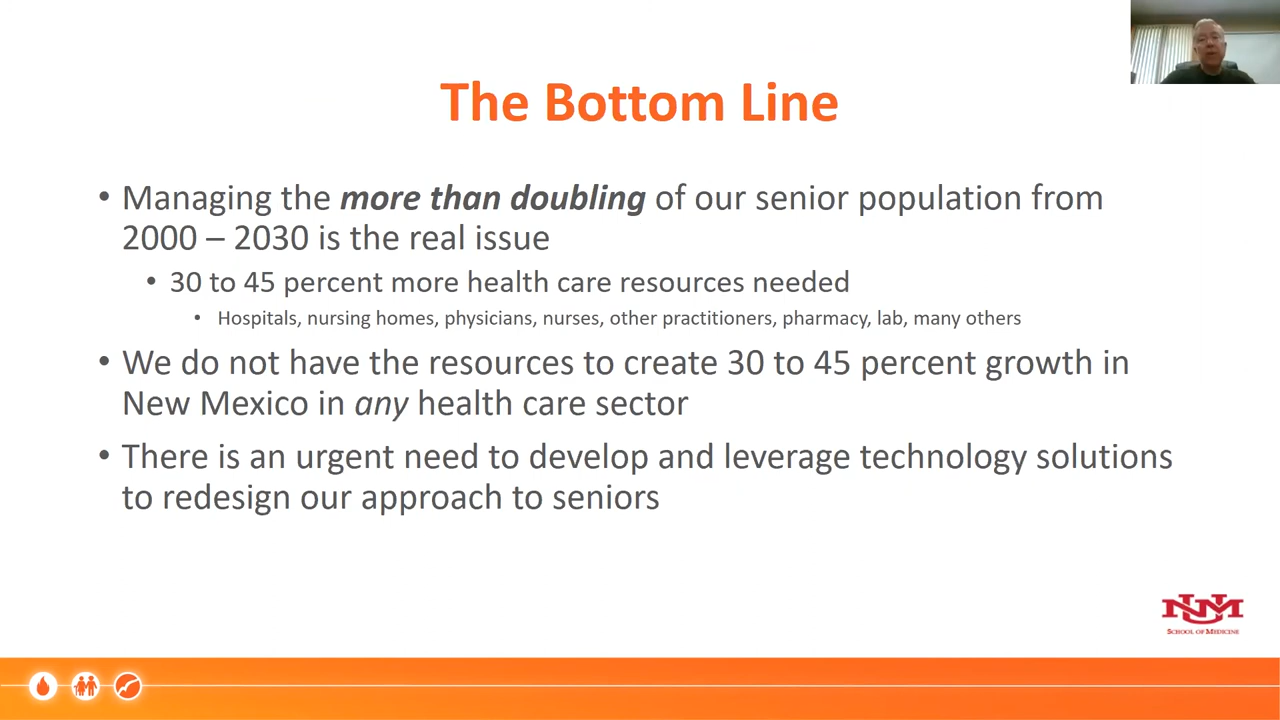 The Bottom Line
• Managing the more than doubling of our senior population from
2000 – 2030 is the real issue
• 30 to 45 percent more health care resources needed
• Hospitals, nursing homes, physicians, nurses, other practitioners, pharmacy, lab, many others
• We do not have the resources to create 30 to 45 percent growth in
New Mexico in any health care sector
• There is an urgent need to develop and leverage technology solutions
to redesign our approach to seniors
UNM
SCHOOL OF MEDICINE